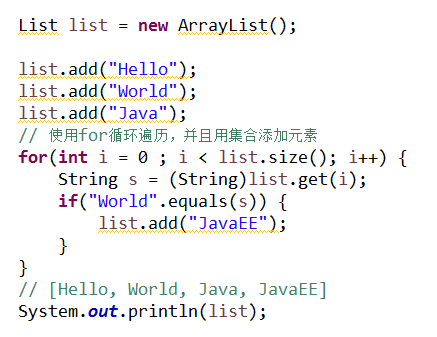 List list = new ArrayList();
list.add("Hello");
list.add("World");
list.add("Java");
// 使用for循环遍历，并且用集合添加元素
for(int i = 0 ; i < list.size(); i++) {
String s = (String)list.get(i);
if("World".equals(s)) {
list.add("JavaEE");
}
}
// [Hello, World, Java, JavaEE]
System.out.println(list);